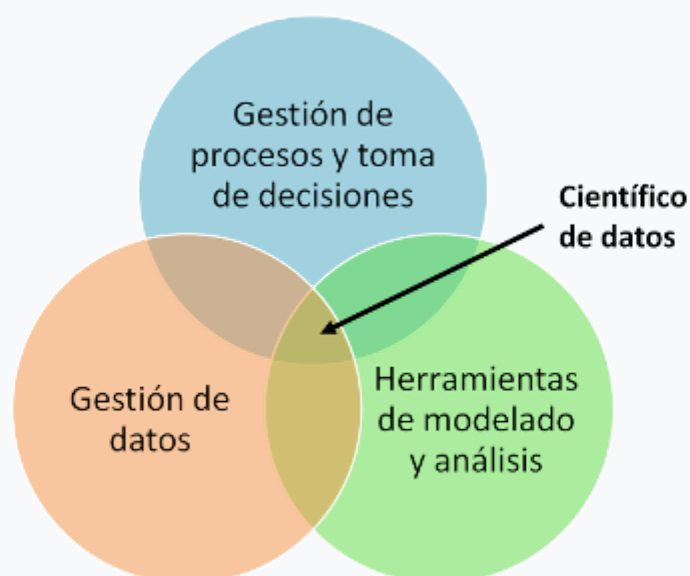 Gestión de
procesos y toma
de decisiones
Científico
de datos
Gestión de
datos
Herramientas
de modelado
y análisis